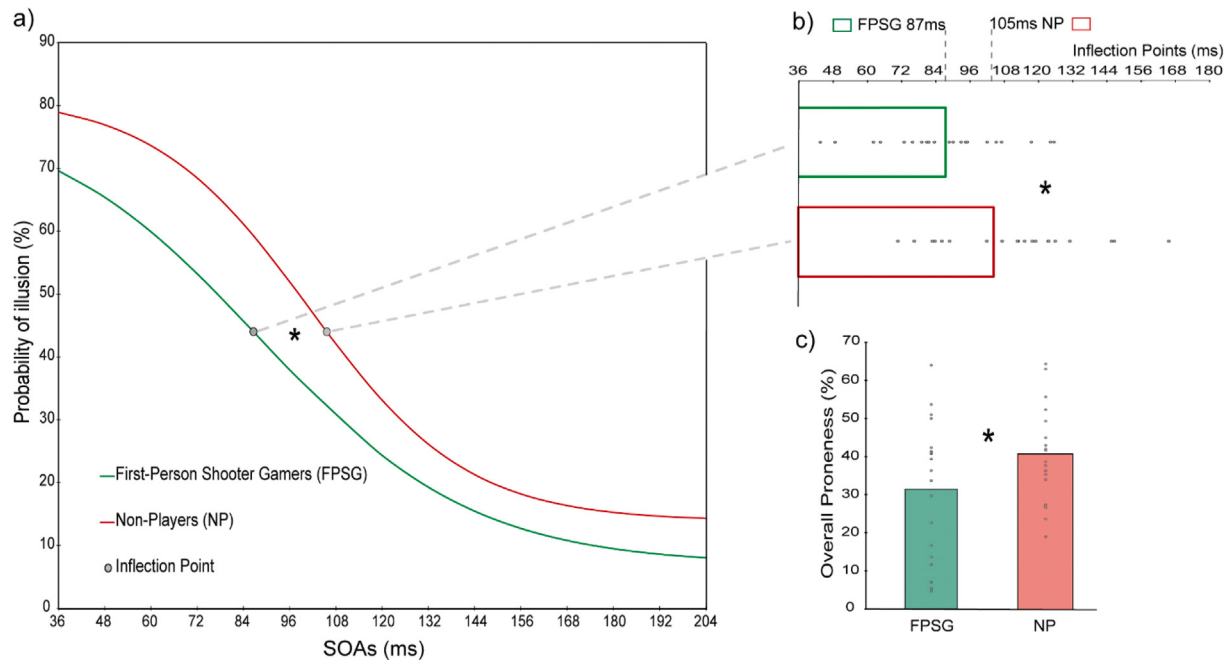 a)
Probability of illusion (%)
90
80
70
60
50
40
30
20
10
0
*
First-Person Shooter Gamers (FPSG)
Non-Players (NP)
Inflection Point
36 48 60 72 84 96 108 120 132 144 156 168 180 192 204
SOAs (ms)
b)
FPSG 87ms 105ms NP
Inflection Points (ms)
36 48 60 72 84 96 108 120 132 144 156 168 180
*
c)
Overall Proneness (%)
70
60
50
40
30
20
10
0
*
FPSG NP